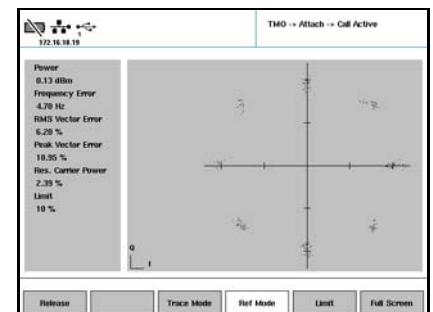 1
172.16.18.19
TMO -> Attach -> Call Active
Power
0.13 dBm
Frequency Error
4.70 Hz
RMS Vector Error
6.20 %
Peak Vector Error
10.95 %
Res. Carrier Power
2.39 %
Limit
10 %
Q
I
Release
Trace Mode
Ref Mode
Limit
Full Screen